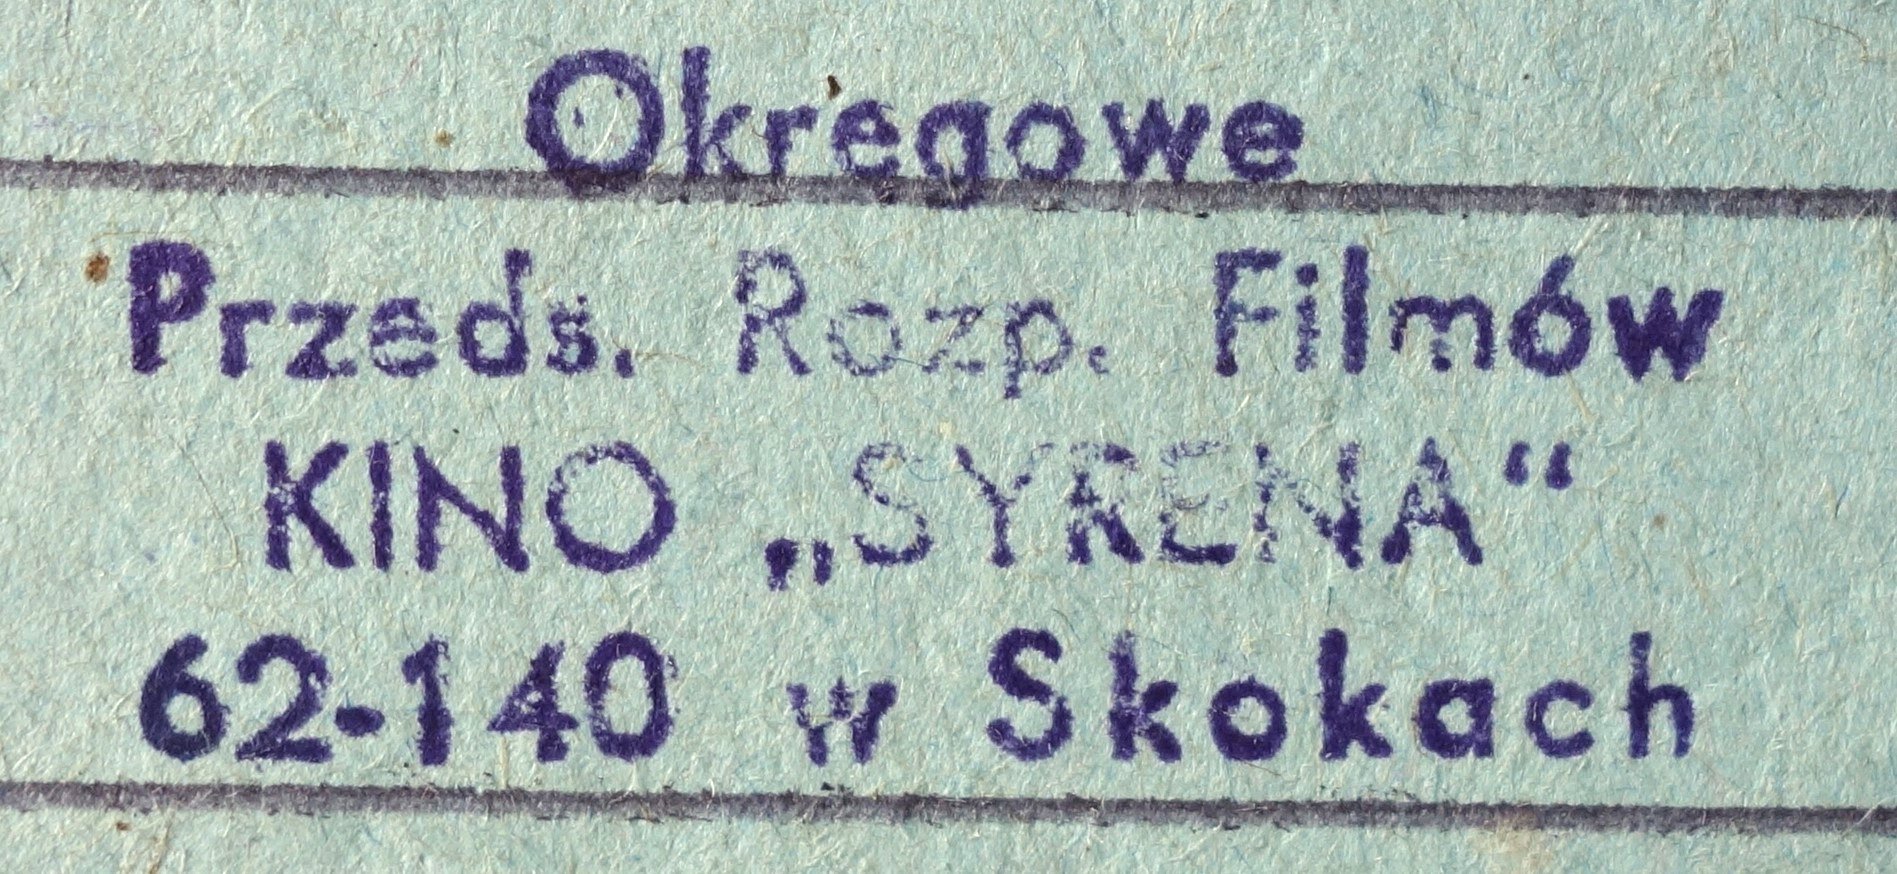 Okregowe
Przeds. Rozp. Filmów
KINO „SYRENA“
62-140 w Skokach